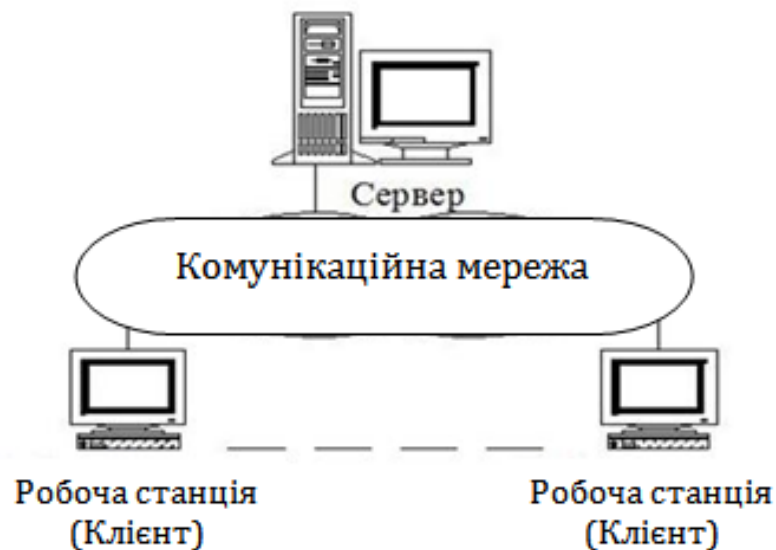 Сервер
Комунікаційна мережа
Робоча станція
(Клієнт)
Робоча станція
(Клієнт)